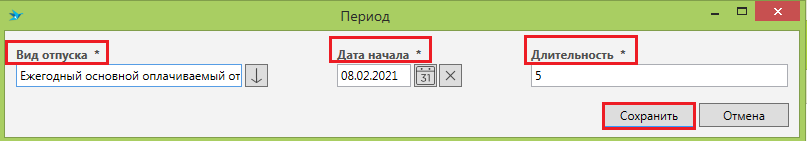 Период
Вид отпуска * Дата начала * Длительность *
Ежегодный основной оплачиваемый от 08.02.2021 31 5
Сохранить Отмена